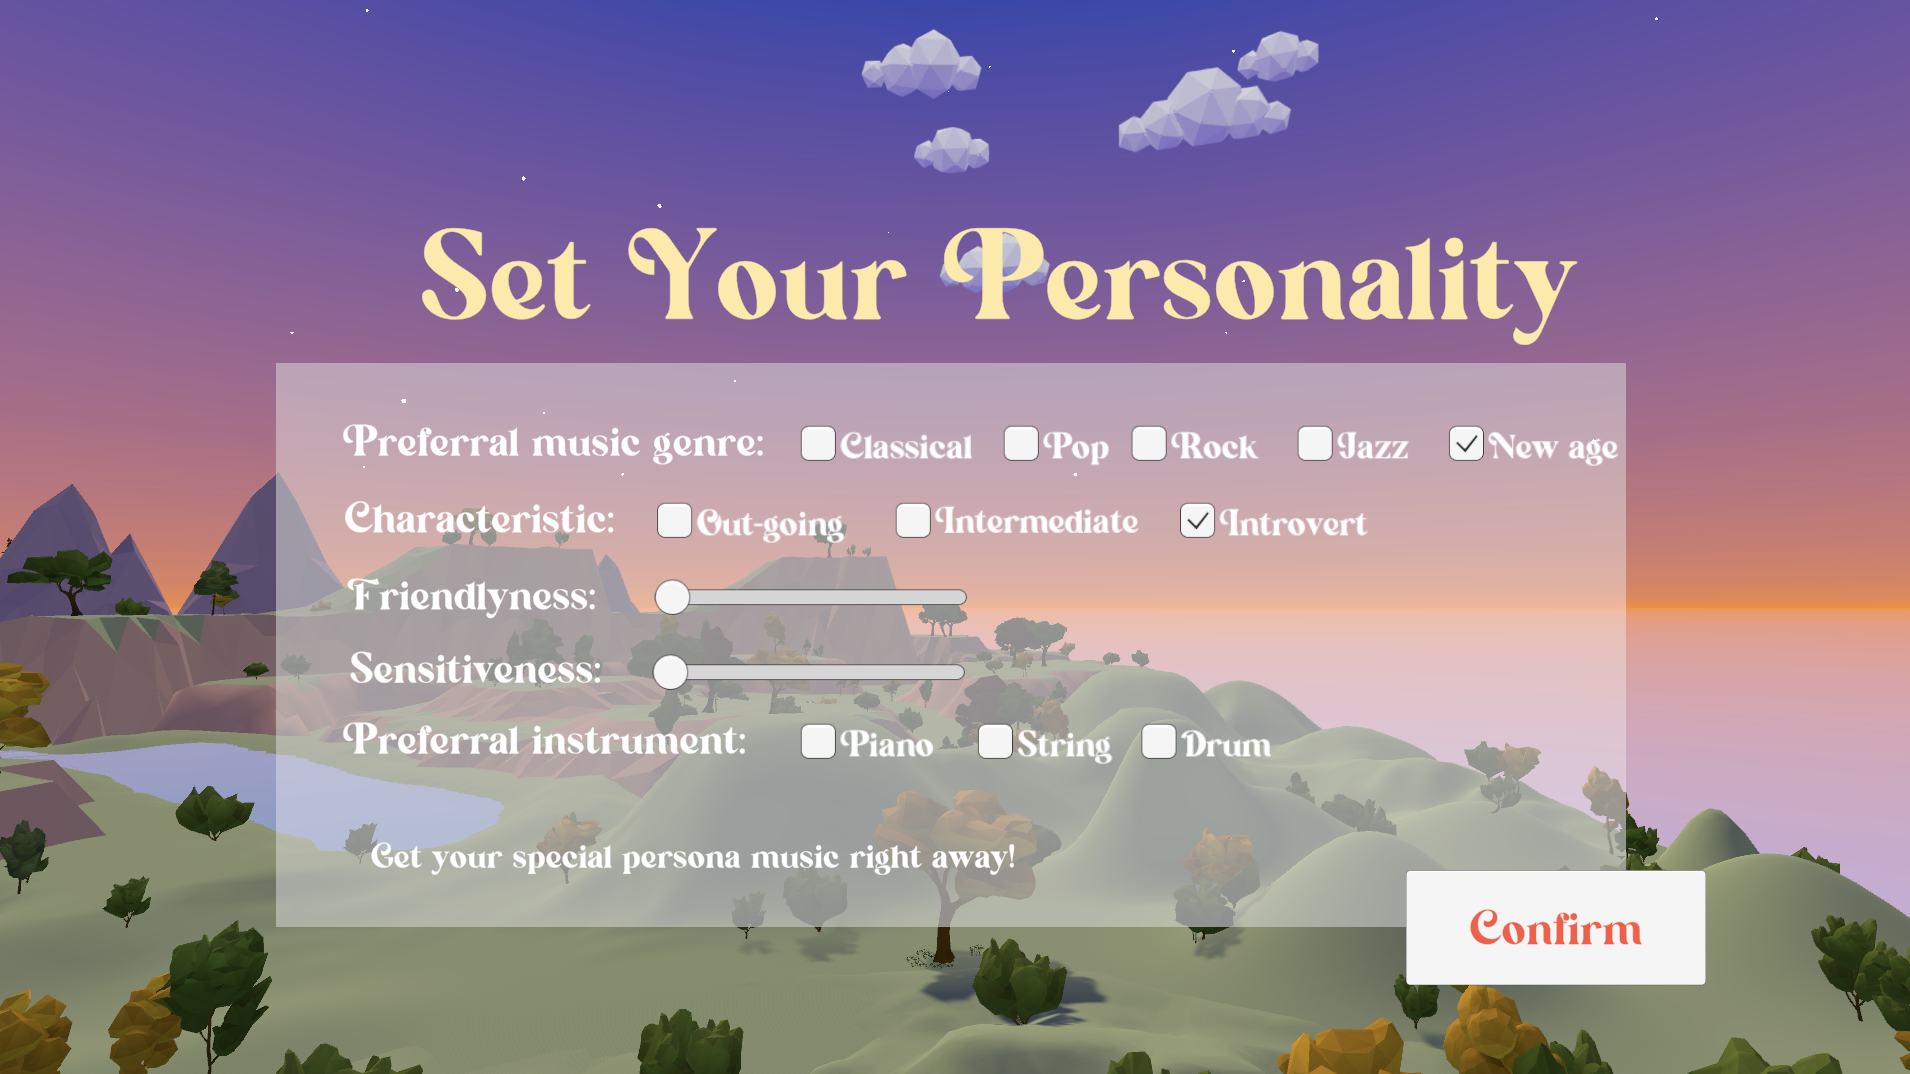 Set Your Personality
Preferral music genre: Classical Pop Rock Jazz New age
Characteristic: Out-going Intermediate Introvert
Friendlyness:
Sensitiveness:
Preferral instrument: Piano String Drum
Get your special persona music right away!
Confirm